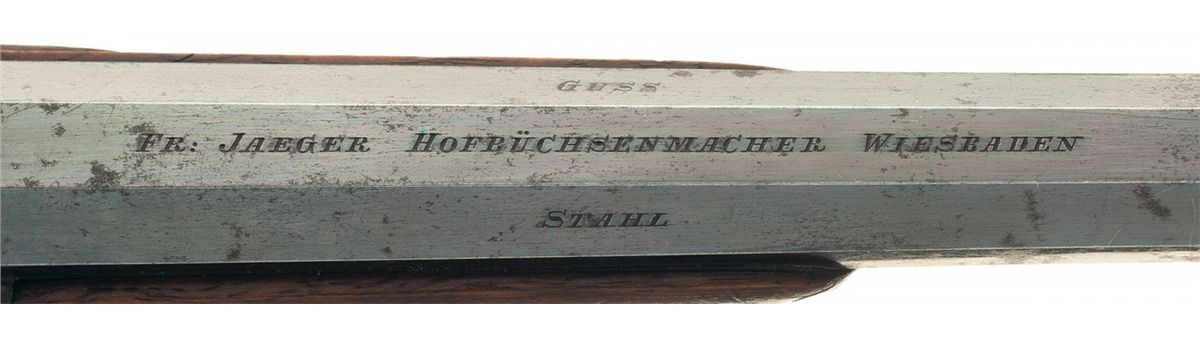 GUSS
FR: JAEGER HOFBÜCHSENMACHER WIESBADEN
STAHL